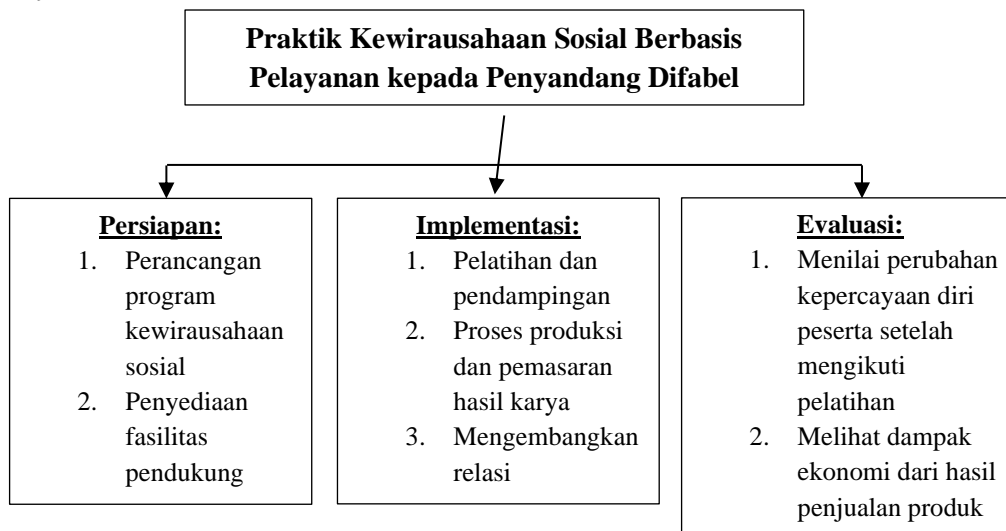 Praktik Kewirausahaan Sosial Berbasis
Pelayanan kepada Penyandang Difabel
Persiapan:
1. Perancangan
program
kewirausahaan
sosial
2. Penyediaan
fasilitas
pendukung
Implementasi:
1. Pelatihan dan
pendampingan
2. Proses produksi
dan pemasaran
hasil karya
3. Mengembangkan
relasi
Evaluasi:
1. Menilai perubahan
kepercayaan diri
peserta setelah
mengikuti
pelatihan
2. Melihat dampak
ekonomi dari hasil
penjualan produk